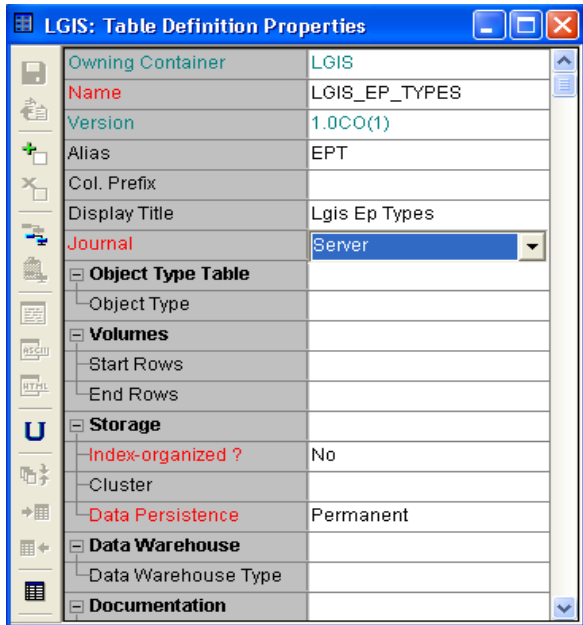 LGIS: Table Definition Properties
Owning Container LGIS
Name LGIS_EP_TYPES
Version 1.0CO(1)
Alias EPT
Col. Prefix
Display Title Lgis Ep Types
Journal Server
Object Type Table
Object Type
Volumes
Start Rows
End Rows
Storage
Index-organized ? No
Cluster
Data Persistence Permanent
Data Warehouse
Data Warehouse Type
Documentation
ASCII
HTML
U